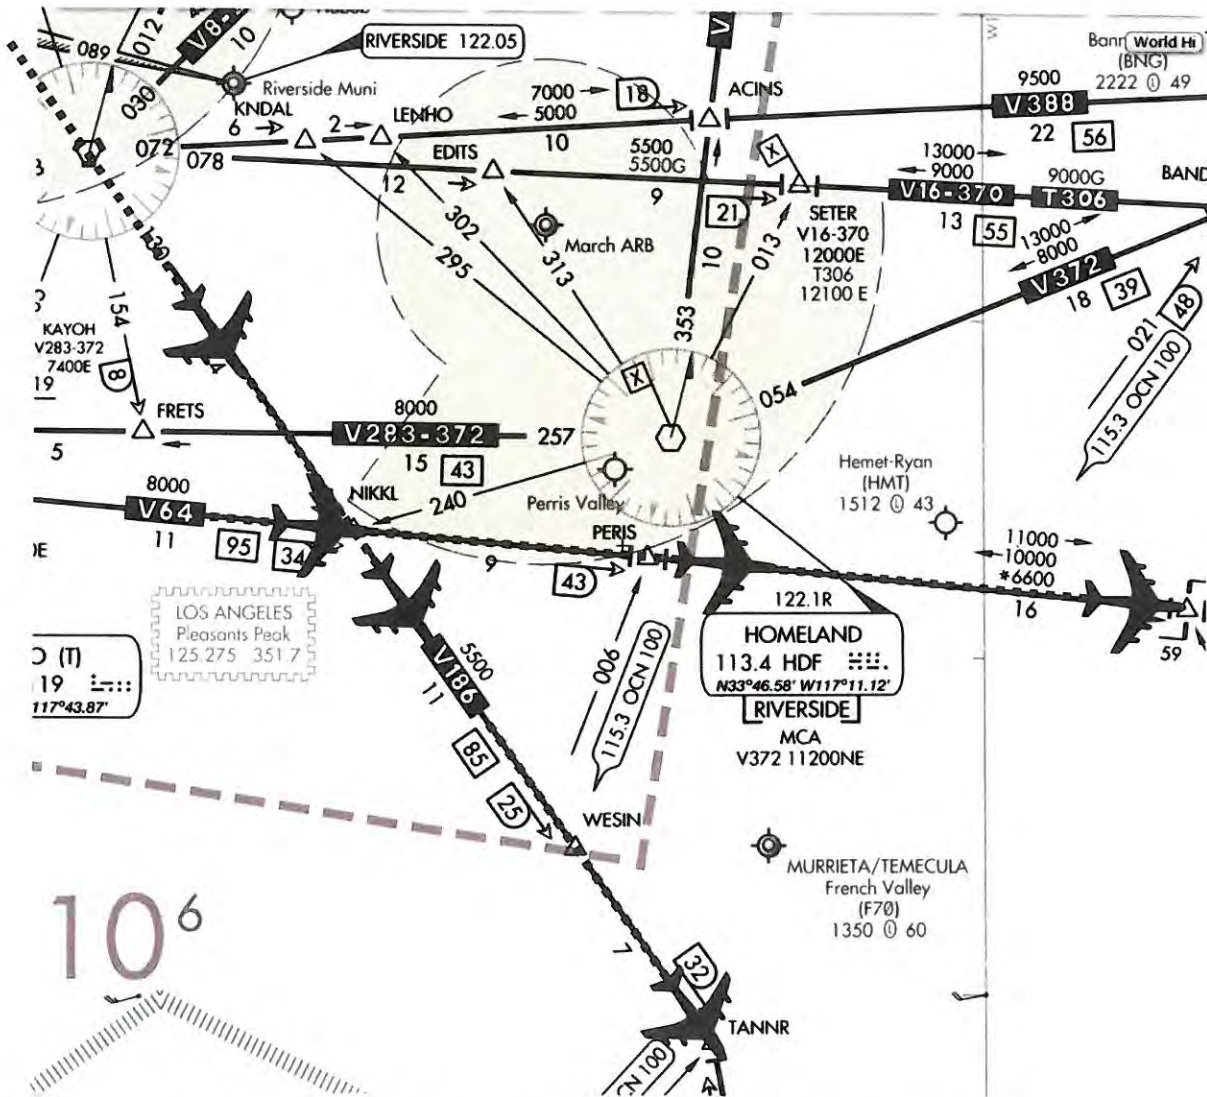 012
V8-
10
089
RIVERSIDE 122.05
030
Riverside Muni
KNDAL
6
2
LENHO
7000
5000
10
18
ACINS
V
9500
V388
22
56
World Hi
(BNG)
2222 Ⓛ 49
072
078
EDITS
12
302
295
313
March ARB
5500
5500G
9
21
X
10
013
353
SETER
V16-370
12000E
T306
12100 E
13000
9000
V16-370
13
55
9000G
T306
BAND
13000
8000
V372
18
39
021
48
115.3 OCN 100
130
154
KAYOH
V283-372
7400E
19
8
4
FRETS
5
X
054
8000
V283-372
257
15
43
Hemet-Ryan
(HMT)
1512 Ⓛ 43
NIKKL
240
Perris Valley
8000
V64
11
95
34
9
43
PERIS
11000
10000
*6600
16
59
LOS ANGELES
Pleasants Peak
125.275 351.7
122.1R
HOMELAND
113.4 HDF
N33°46.58' W117°11.12'
RIVERSIDE
MCA
V372 11200NE
(T)
19
117°43.87'
006
115.3 OCN 100
5500
V186
11
85
25
WESIN
MURRIETA/TEMECULA
French Valley
(F70)
1350 Ⓛ 60
10⁶
7
32
TANNR
CN 100